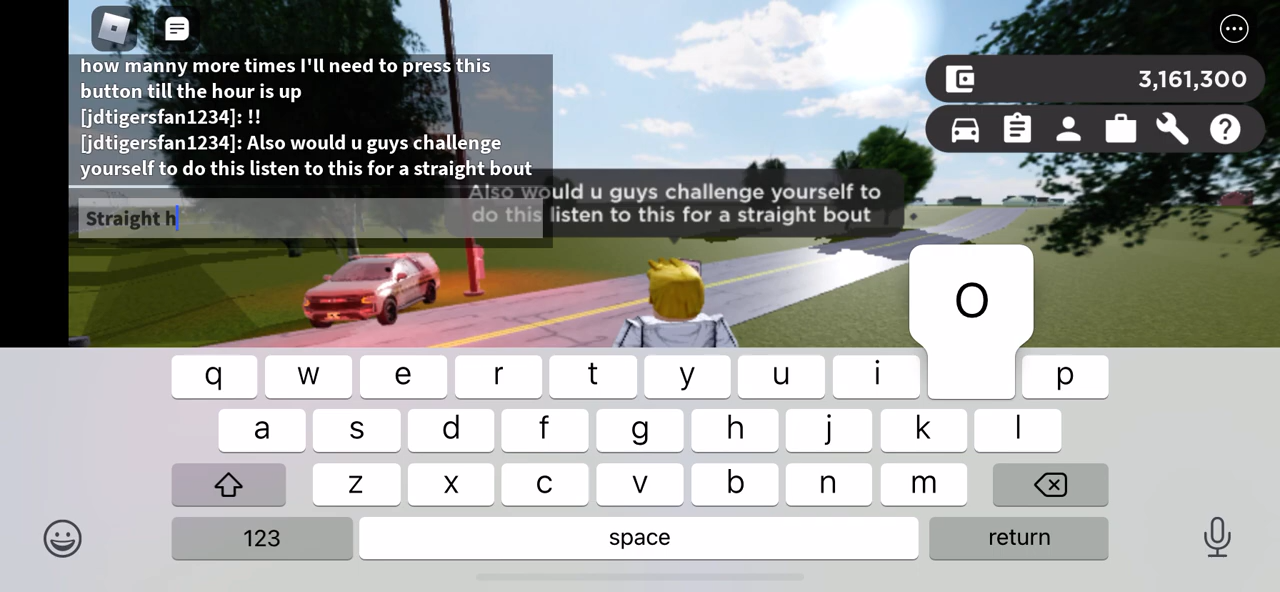 how manny more times I'll need to press this
button till the hour is up
[jdtigersfan1234]: !!
[jdtigersfan1234]: Also would u guys challenge
yourself to do this listen to this for a straight bout
3,161,300
Also would u guys challenge yourself to
do this listen to this for a straight bout
Straight h
O
q w e r t y u i p
a s d f g h j k l
z x c v b n m
123 space return